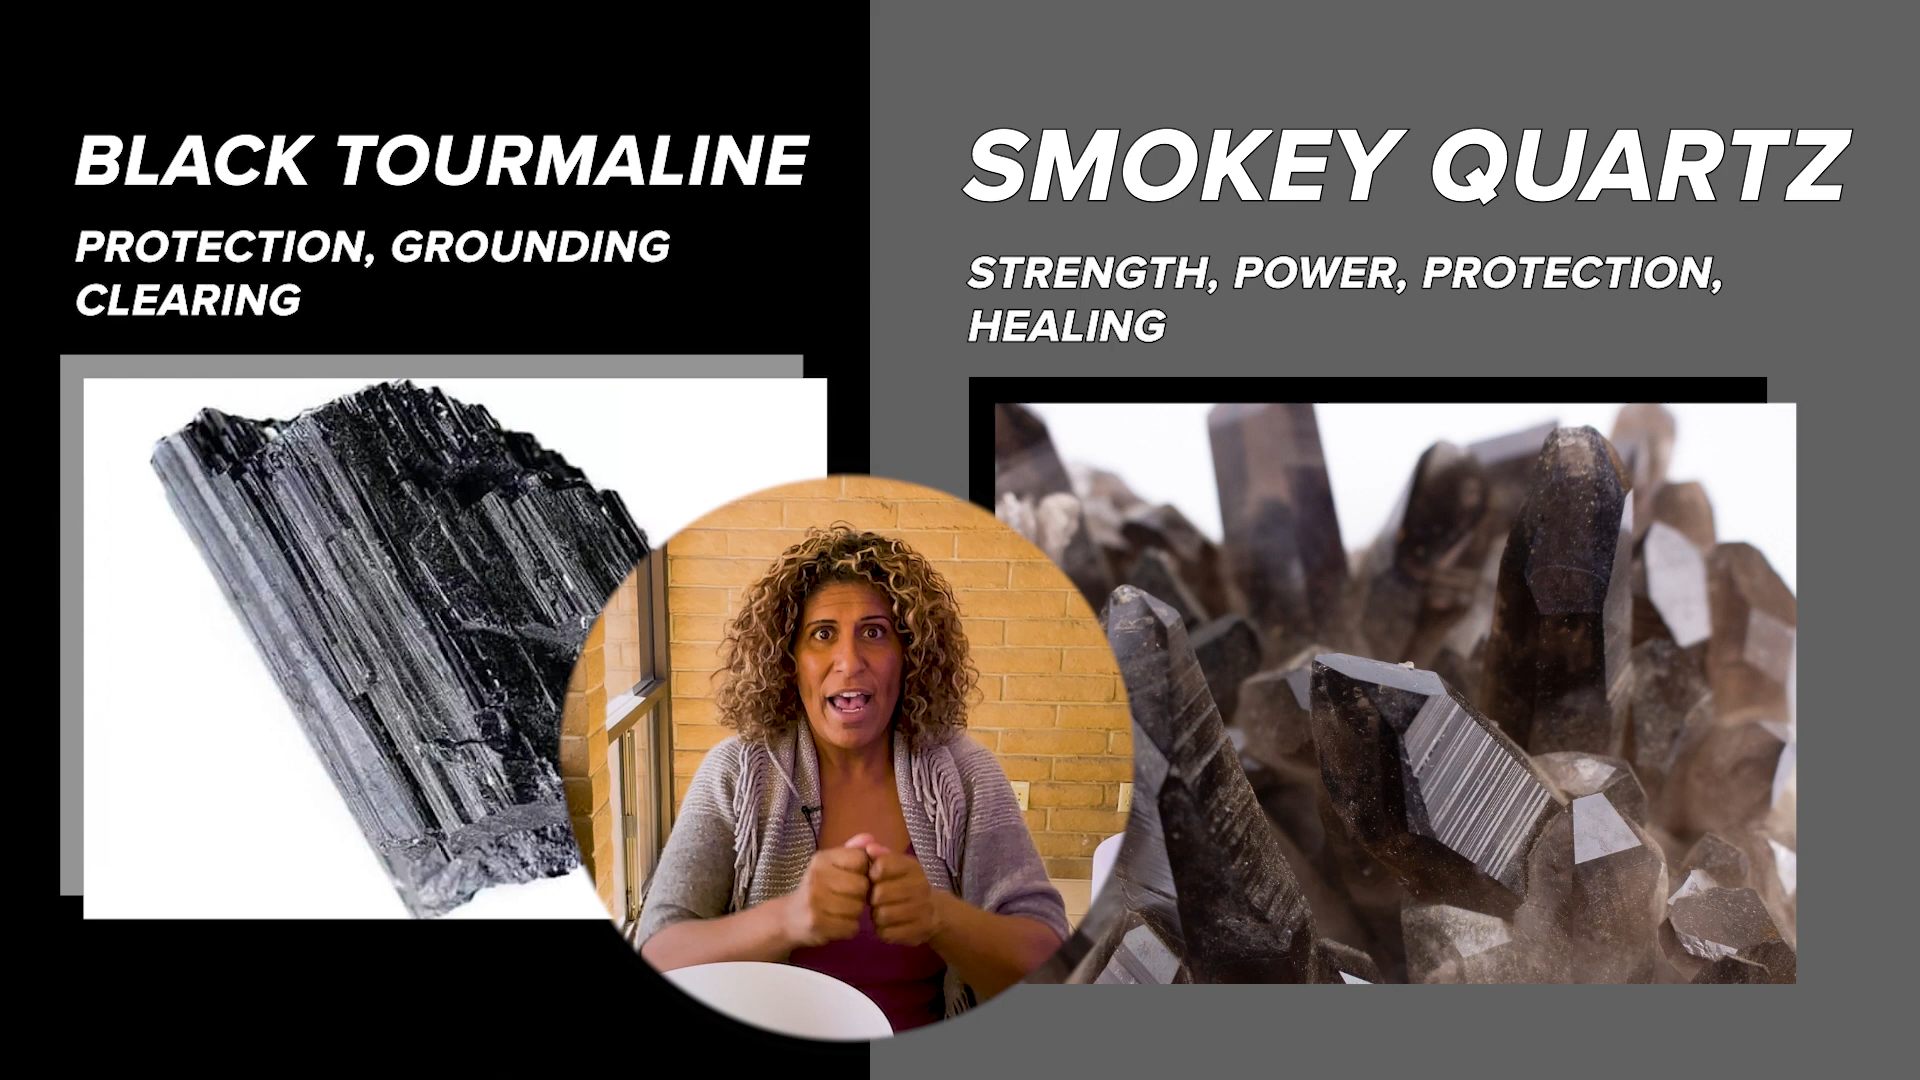 BLACK TOURMALINE
PROTECTION, GROUNDING
CLEARING
SMOKEY QUARTZ
STRENGTH, POWER, PROTECTION,
HEALING